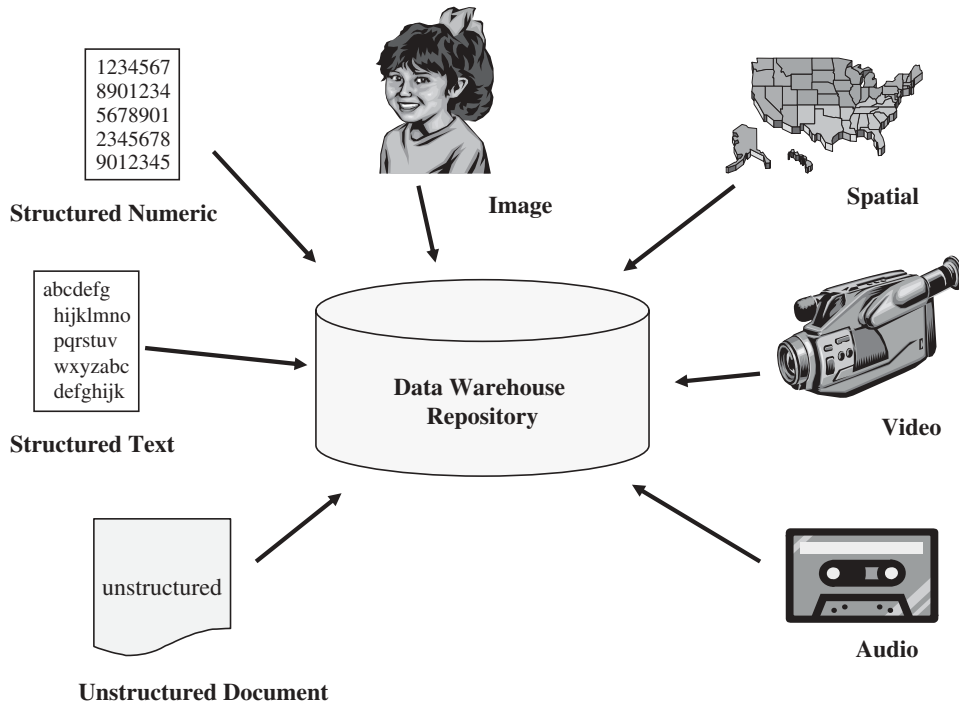 1234567
8901234
5678901
2345678
9012345
Structured Numeric
Image
Spatial
abcdefg
hijklmno
pqrstuv
wxyzabc
defghijk
Structured Text
Data Warehouse
Repository
Video
unstructured
Unstructured Document
Audio